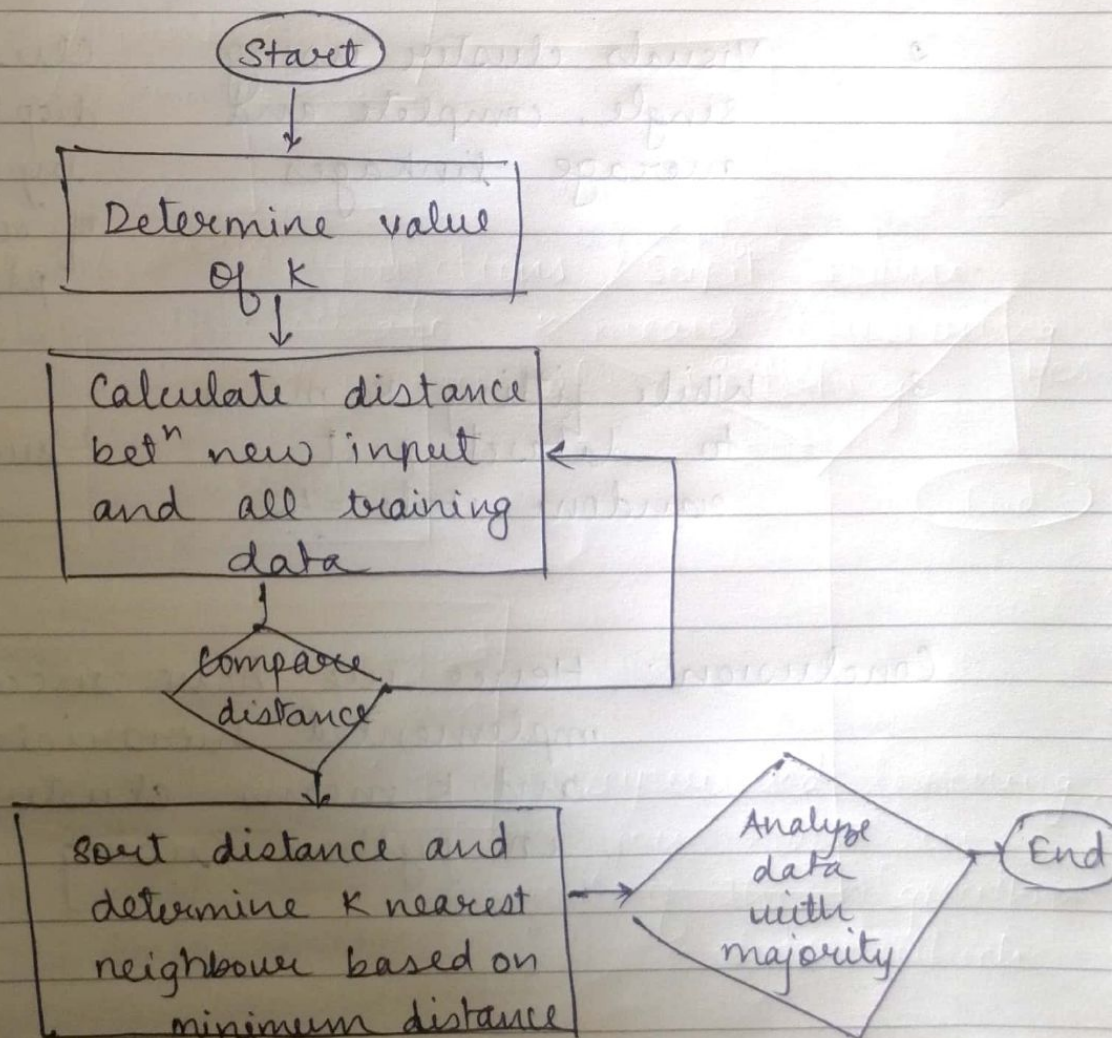 Start
Determine value
of K
Calculate distance
betⁿ new input
and all training
data
Compare
distance
sort distance and
determine K nearest
neighbour based on
minimum distance
Analyze
data
with
majority
End